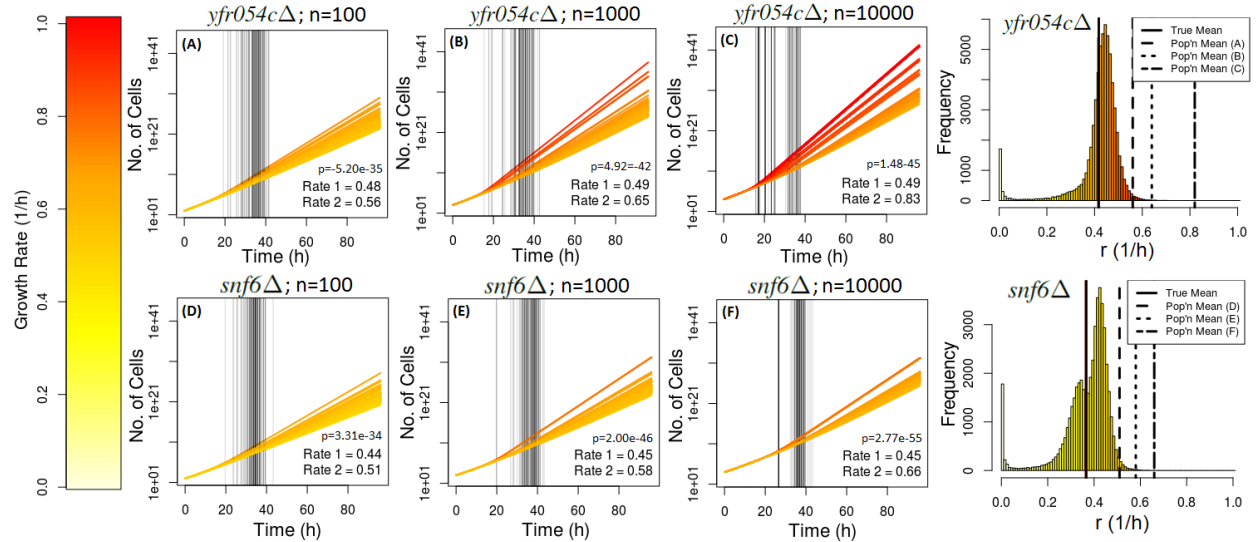 Growth Rate (1/h)
0.0 0.2 0.4 0.6 0.8 1.0
yfr054cΔ; n=100
(A)
No. of Cells
1e+01 1e+21 1e+41
p=-5.20e-35
Rate 1 = 0.48
Rate 2 = 0.56
0 20 40 60 80
Time (h)
yfr054cΔ; n=1000
(B)
No. of Cells
1e+01 1e+21 1e+41
p=4.92=-42
Rate 1 = 0.49
Rate 2 = 0.65
0 20 40 60 80
Time (h)
yfr054cΔ; n=10000
(C)
No. of Cells
1e+01 1e+21 1e+41
p=1.48-45
Rate 1 = 0.49
Rate 2 = 0.83
0 20 40 60 80
Time (h)
yfr054cΔ
True Mean
Pop'n Mean (A)
Pop'n Mean (B)
Pop'n Mean (C)
Frequency
0 1000 3000 5000
0.0 0.2 0.4 0.6 0.8 1.0
r (1/h)
snf6Δ; n=100
(D)
No. of Cells
1e+01 1e+21 1e+41
p=3.31e-34
Rate 1 = 0.44
Rate 2 = 0.51
0 20 40 60 80
Time (h)
snf6Δ; n=1000
(E)
No. of Cells
1e+01 1e+21 1e+41
p=2.00e-46
Rate 1 = 0.45
Rate 2 = 0.58
0 20 40 60 80
Time (h)
snf6Δ; n=10000
(F)
No. of Cells
1e+01 1e+21 1e+41
p=2.77e-55
Rate 1 = 0.45
Rate 2 = 0.66
0 20 40 60 80
Time (h)
snf6Δ
True Mean
Pop'n Mean (D)
Pop'n Mean (E)
Pop'n Mean (F)
Frequency
0 1000 2000 3000
0.0 0.2 0.4 0.6 0.8 1.0
r (1/h)